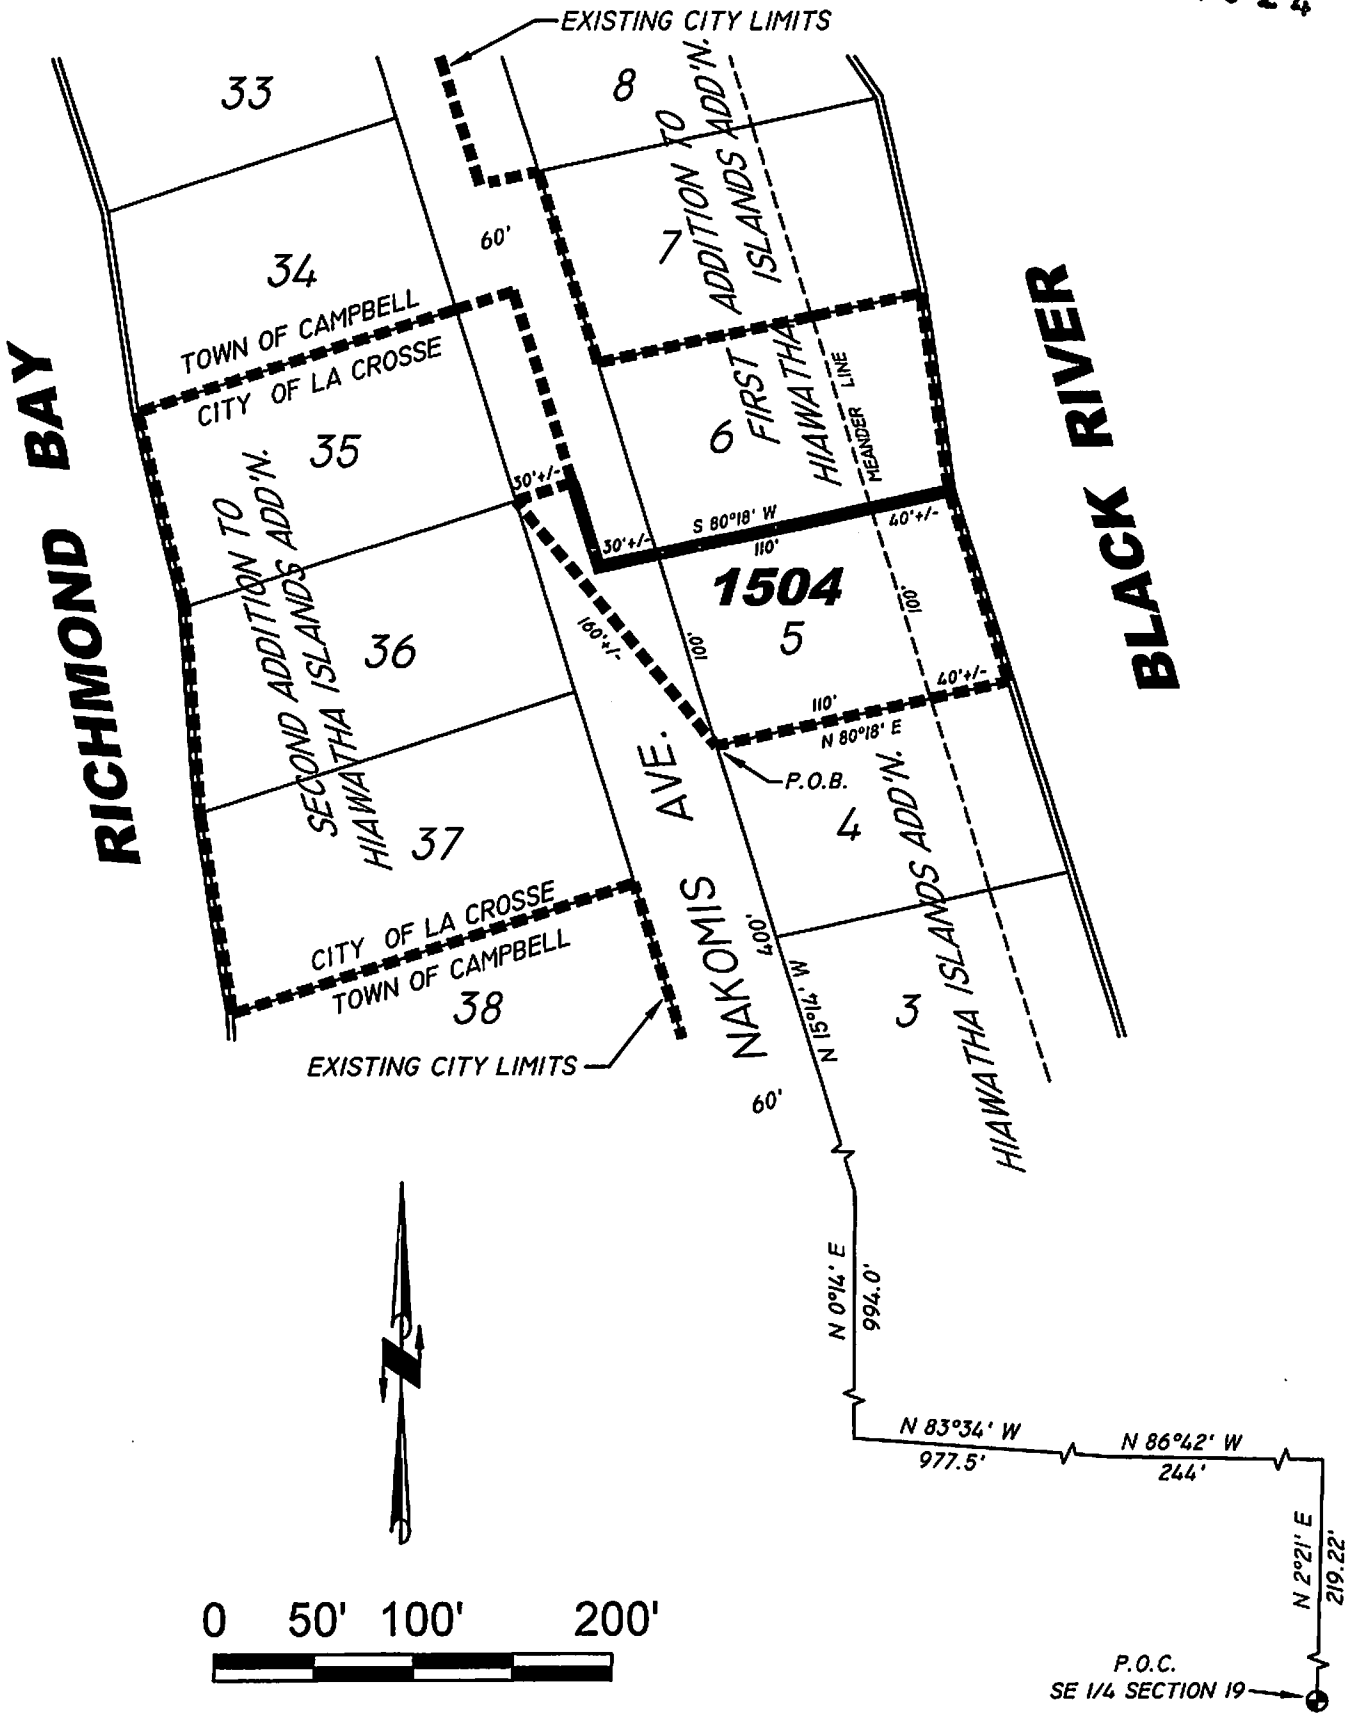 EXISTING CITY LIMITS
33
8
34
7
60'
ADDITION TO
ISLANDS ADD'N.
FIRST
HIAWATHA
TOWN OF CAMPBELL
CITY OF LA CROSSE
RICHMOND BAY
BLACK RIVER
35
6
MEANDER LINE
30'+/-
S 80°18' W
110'
40'+/-
30'+/-
1504
5
100'
100'
160'+/-
SECOND ADDITION TO
HIAWATHA ISLANDS ADD'N.
36
110'
40'+/-
N 80°18' E
P.O.B.
4
37
NAKOMIS AVE.
HIAWATHA ISLANDS ADD'N.
CITY OF LA CROSSE
TOWN OF CAMPBELL
38
400'
N 15°14' W
3
EXISTING CITY LIMITS
60'
N 0°14' E
994.0'
N
N 83°34' W
977.5'
N 86°42' W
244'
N 2°21' E
219.22'
0 50' 100' 200'
P.O.C.
SE 1/4 SECTION 19